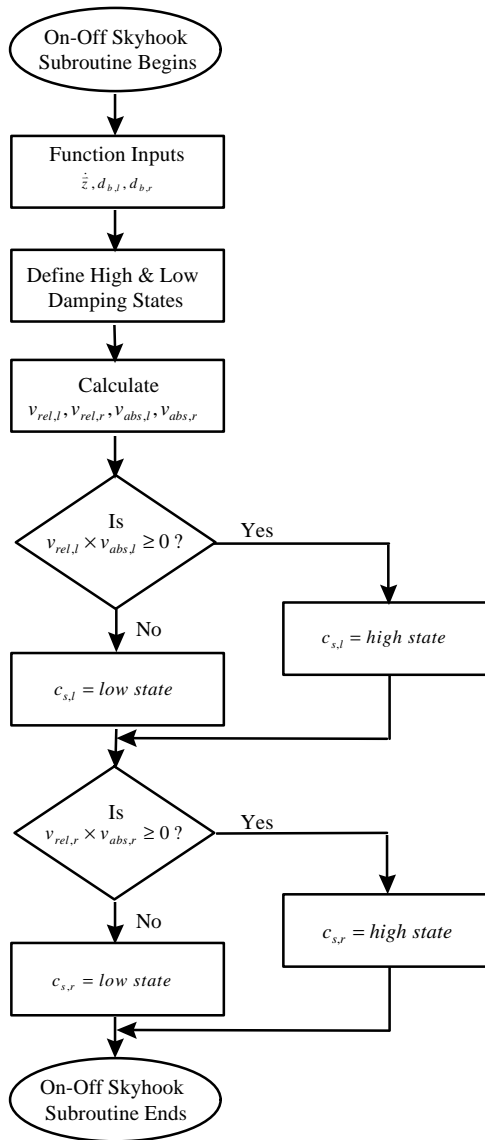 On-Off Skyhook
Subroutine Begins
Function Inputs
ż, d_{b,l}, d_{b,r}
Define High & Low
Damping States
Calculate
v_{rel,l}, v_{rel,r}, v_{abs,l}, v_{abs,r}
Is
v_{rel,l} × v_{abs,l} ≥ 0 ?
Yes
No
c_{s,l} = high state
c_{s,l} = low state
Is
v_{rel,r} × v_{abs,r} ≥ 0 ?
Yes
No
c_{s,r} = high state
c_{s,r} = low state
On-Off Skyhook
Subroutine Ends